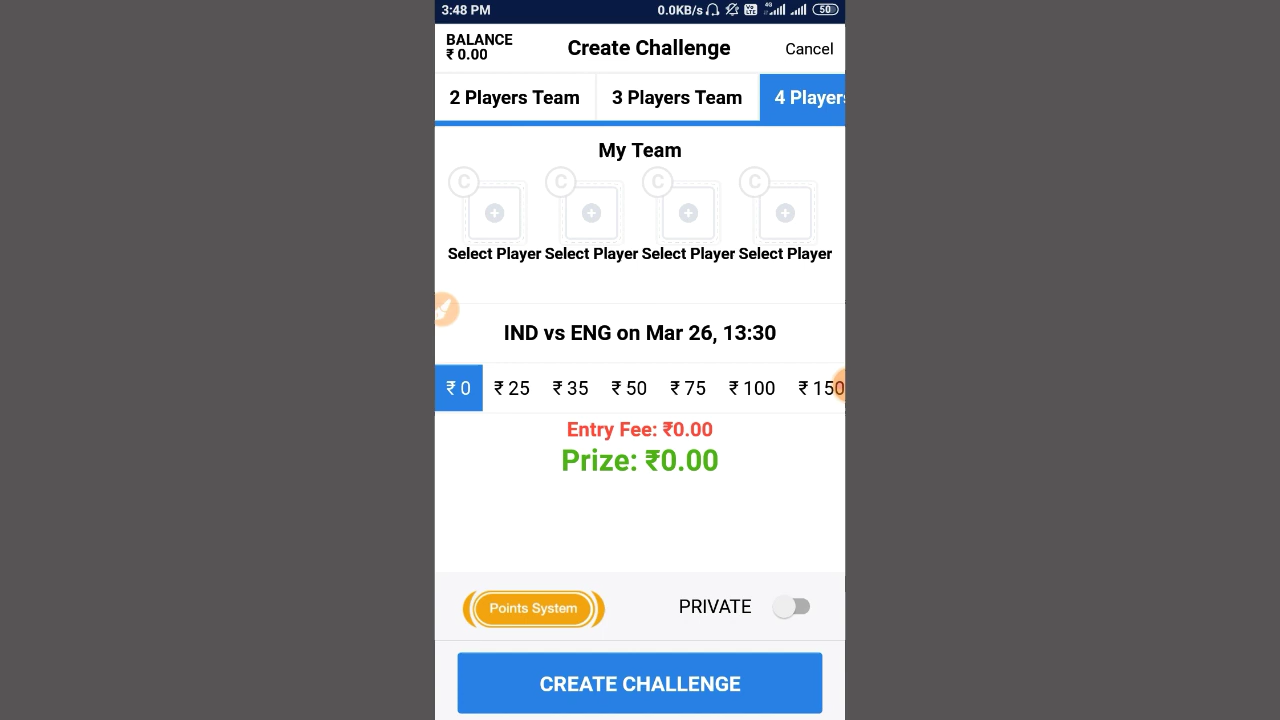 3:48 PM 0.0KB/s Vo LTE 4G 50
BALANCE
₹ 0.00
Create Challenge
Cancel
2 Players Team 3 Players Team 4 Players
My Team
C C C C
Select Player Select Player Select Player Select Player
IND vs ENG on Mar 26, 13:30
₹ 0 ₹ 25 ₹ 35 ₹ 50 ₹ 75 ₹ 100 ₹ 150
Entry Fee: ₹0.00
Prize: ₹0.00
Points System PRIVATE
CREATE CHALLENGE